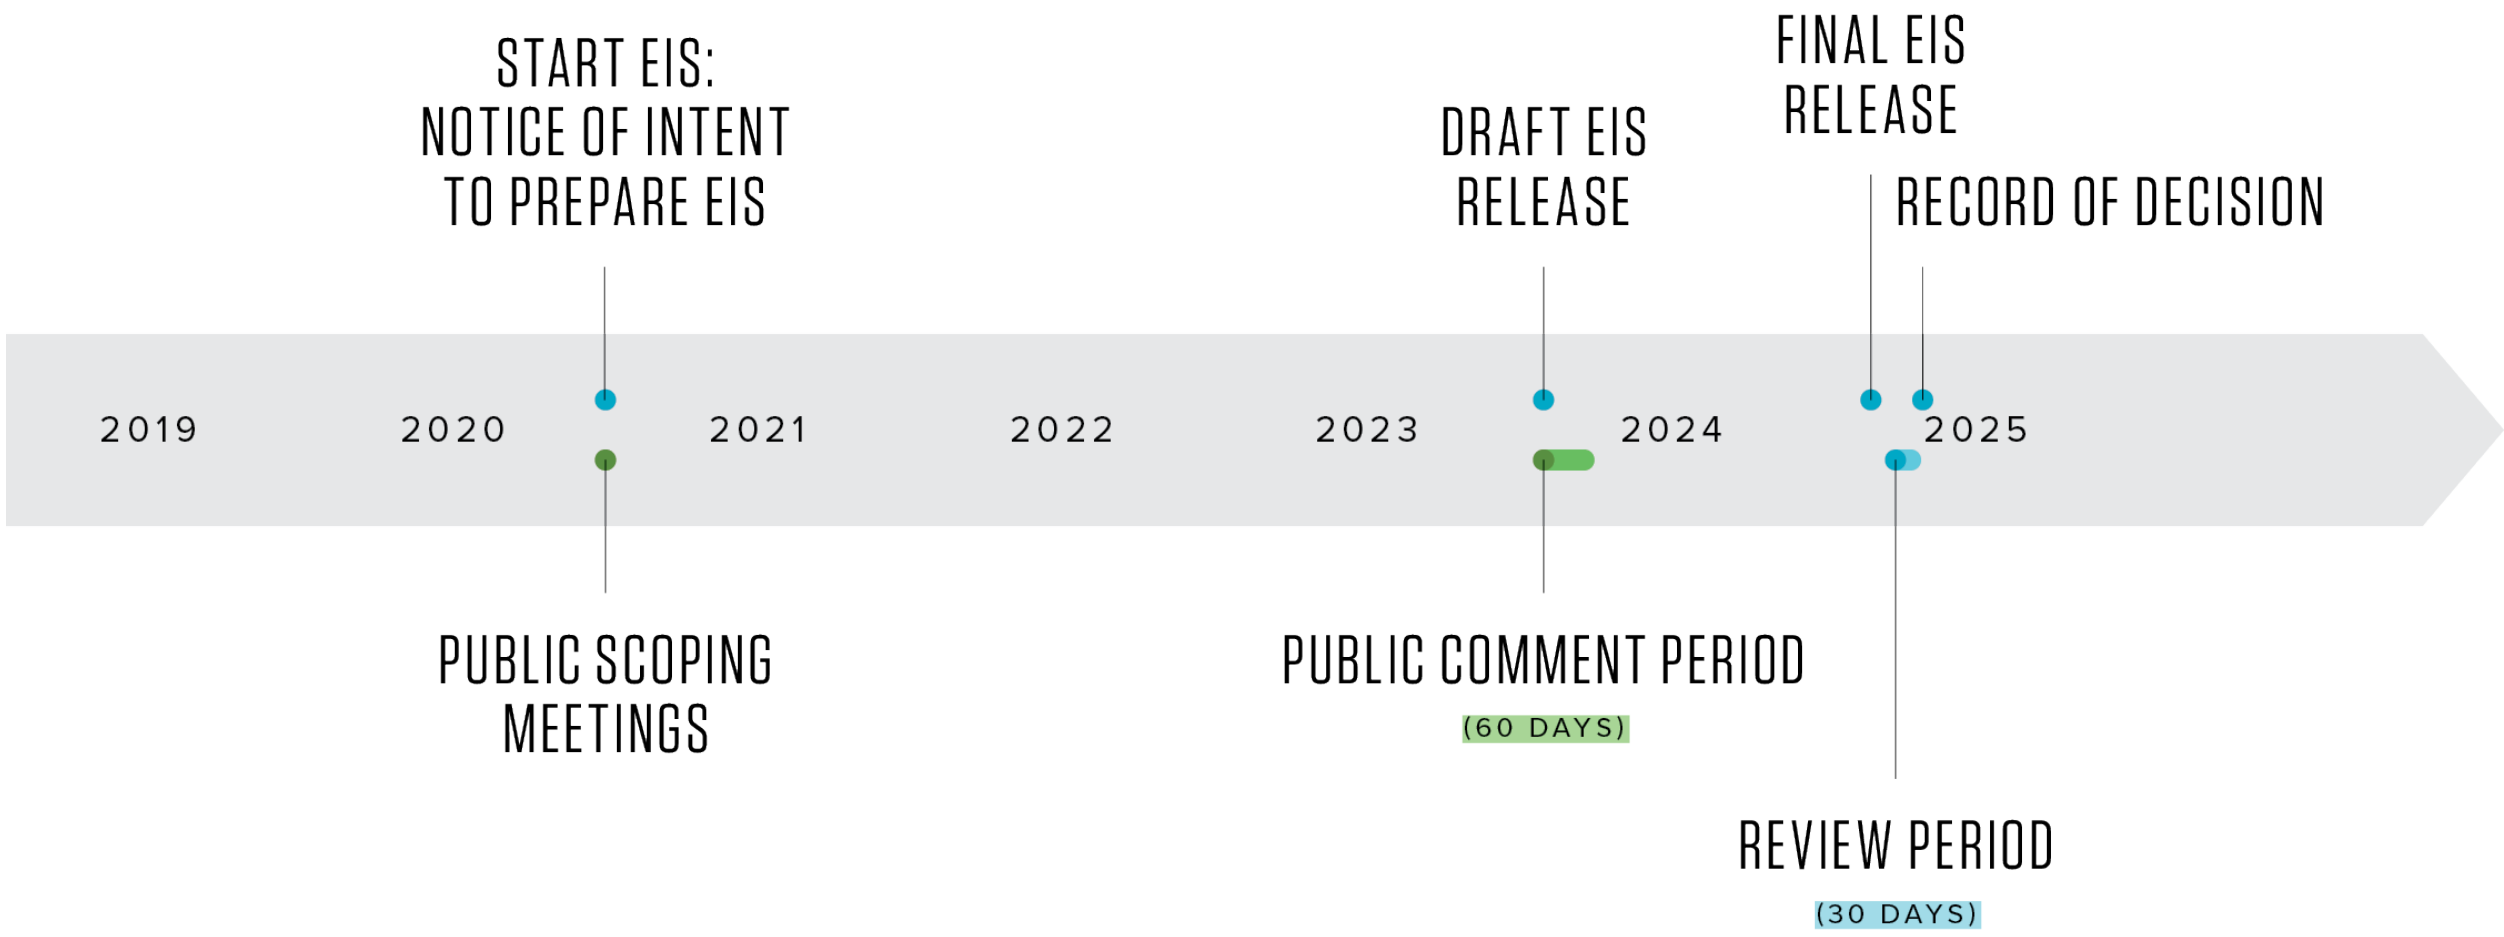 START EIS:
NOTICE OF INTENT
TO PREPARE EIS
DRAFT EIS
RELEASE
FINAL EIS
RELEASE
RECORD OF DECISION
2019
2020
2021
2022
2023
2024
2025
PUBLIC SCOPING
MEETINGS
PUBLIC COMMENT PERIOD
(60 DAYS)
REVIEW PERIOD
(30 DAYS)